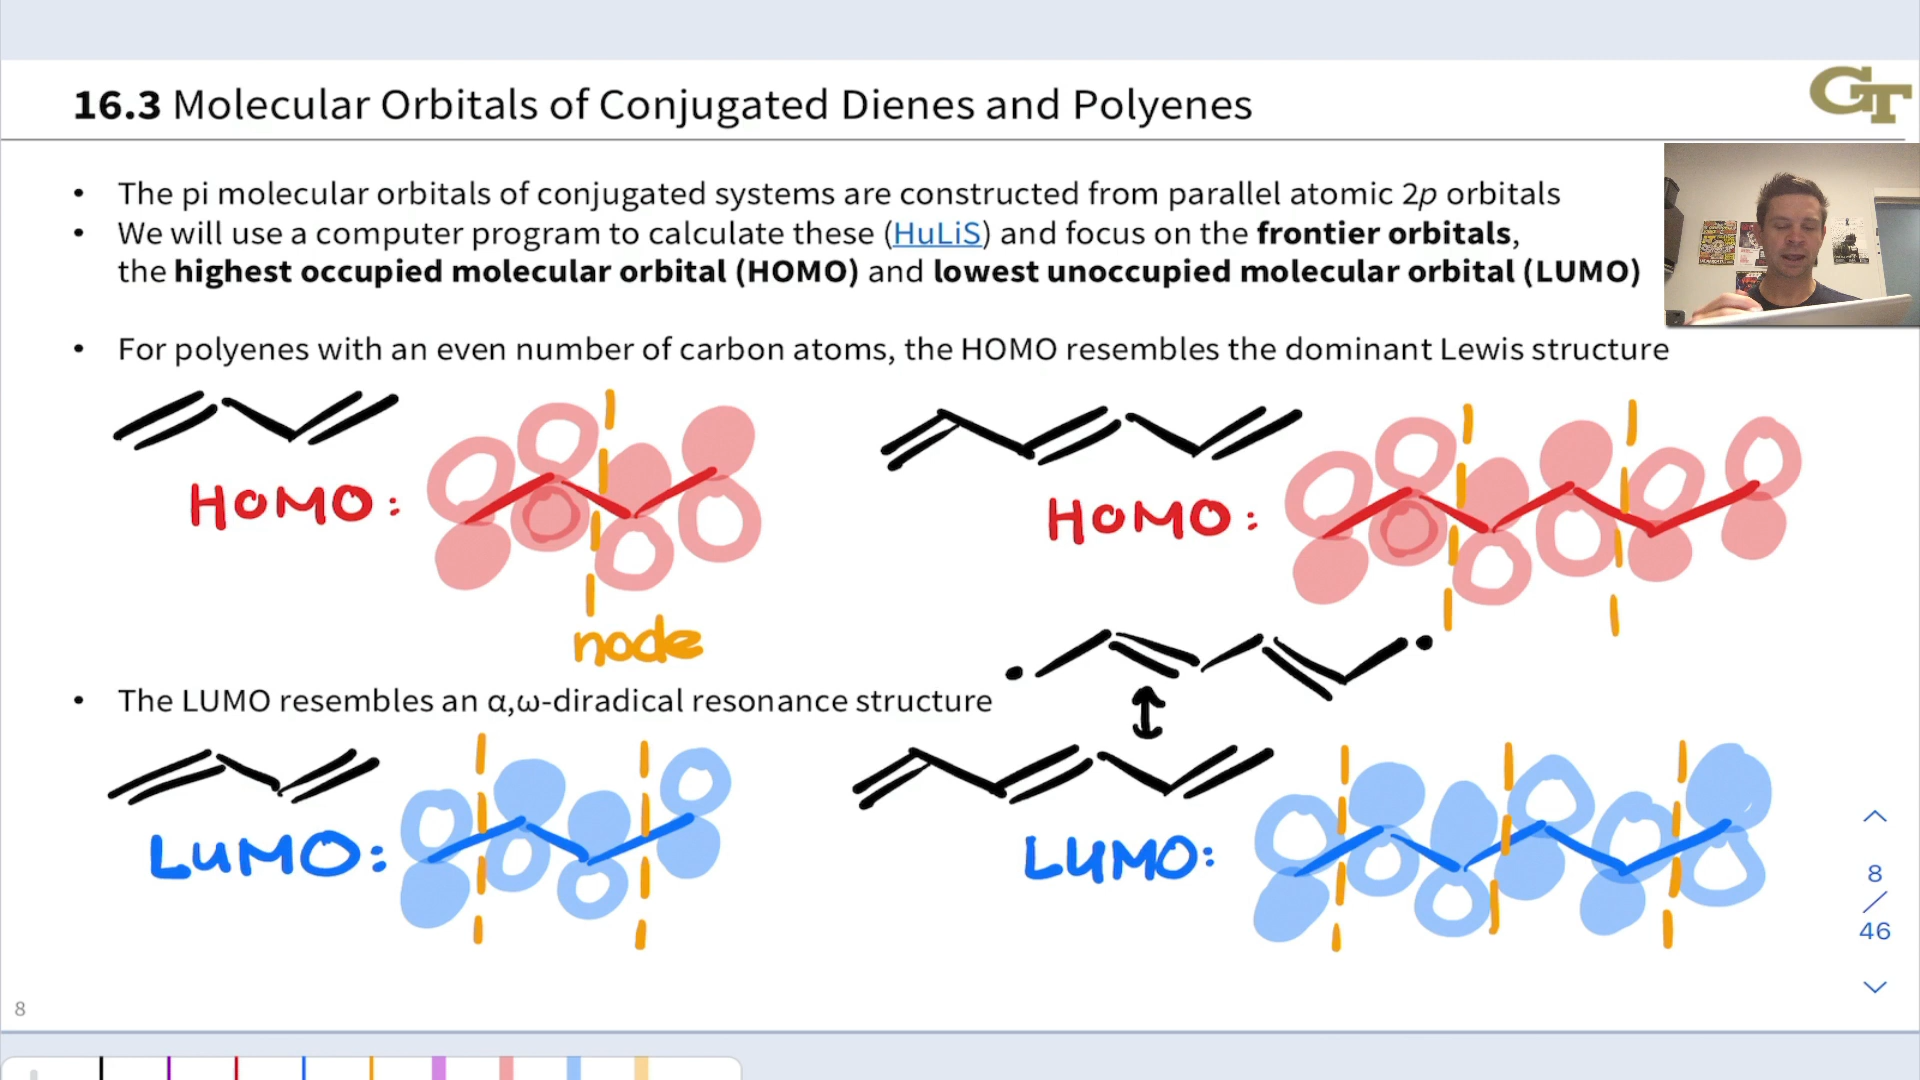 16.3 Molecular Orbitals of Conjugated Dienes and Polyenes
GT
• The pi molecular orbitals of conjugated systems are constructed from parallel atomic 2p orbitals
• We will use a computer program to calculate these (HuLiS) and focus on the frontier orbitals,
the highest occupied molecular orbital (HOMO) and lowest unoccupied molecular orbital (LUMO)
• For polyenes with an even number of carbon atoms, the HOMO resembles the dominant Lewis structure
HOMO:
HOMO:
node
• The LUMO resembles an α,ω-diradical resonance structure
LUMO:
LUMO:
8
/
46
8